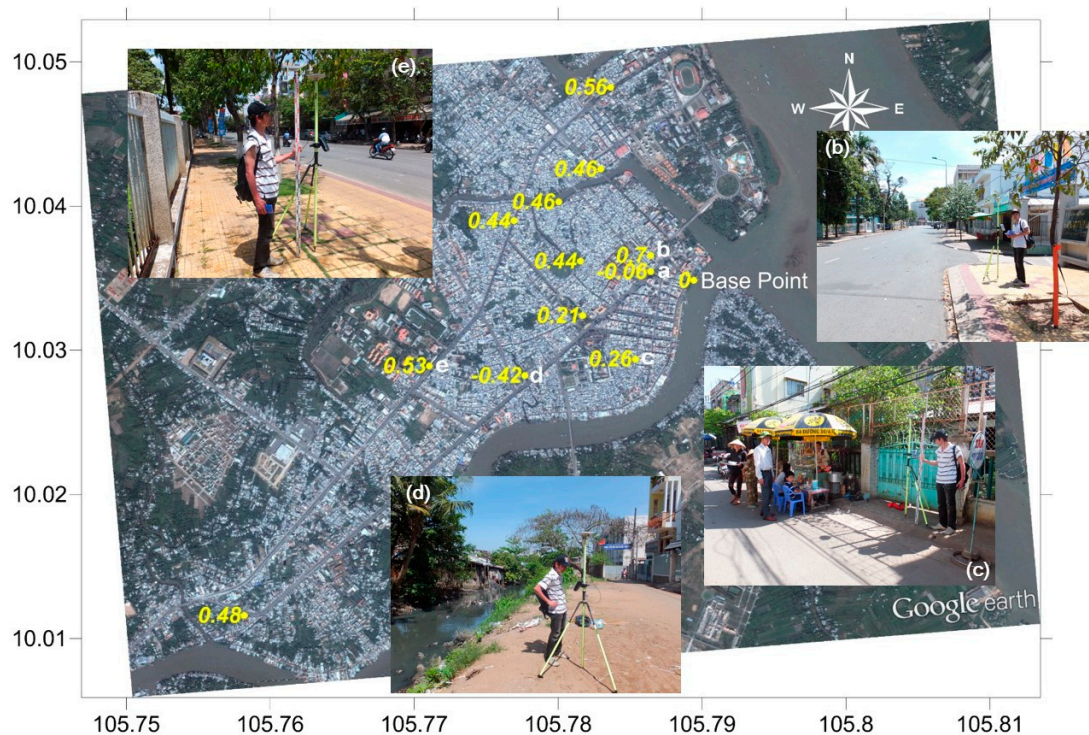 10.05
10.04
10.03
10.02
10.01
105.75
105.76
105.77
105.78
105.79
105.8
105.81
(e)
N
W
E
(b)
0.56
0.46
0.46
0.44
0.7 b
-0.06 a
0.44
0 Base Point
0.21
0.26 c
0.53 e
-0.42 d
(d)
(c)
0.48
Google earth